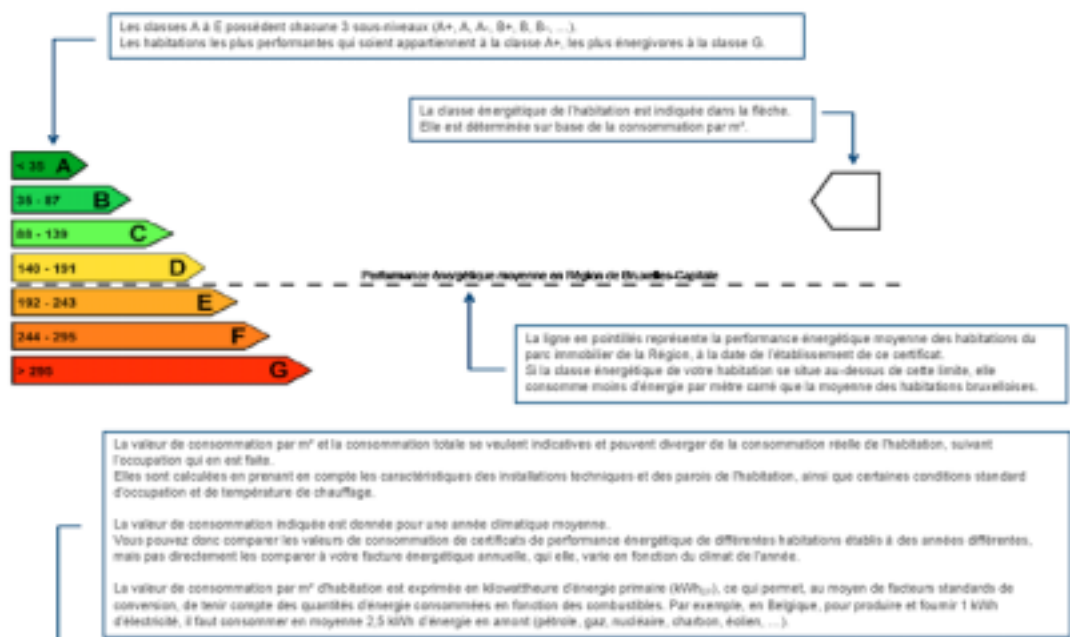 Les classes A à E possèdent chacune 3 sous-niveaux (A+, A, A-, B+, B, B-, ...).
Les habitations les plus performantes qui soient appartiennent à la classe A+, les plus énergivores à la classe G.
La classe énergétique de l'habitation est indiquée dans la flèche.
Elle est déterminée sur base de la consommation par m².
< 35 A
35 - 87 B
88 - 139 C
140 - 191 D
Performance énergétique moyenne en Région de Bruxelles-Capitale
192 - 243 E
244 - 295 F
> 295 G
La ligne en pointillés représente la performance énergétique moyenne des habitations du
parc immobilier de la Région, à la date de l'établissement de ce certificat.
Si la classe énergétique de votre habitation se situe au-dessus de cette limite, elle
consomme moins d'énergie par mètre carré que la moyenne des habitations bruxelloises.
La valeur de consommation par m² et la consommation totale se veulent indicatives et peuvent diverger de la consommation réelle de l'habitation, suivant
l'occupation qui en est faite.
Elles sont calculées en prenant en compte les caractéristiques des installations techniques et des parois de l'habitation, ainsi que certaines conditions standard
d'occupation et de température de chauffage.
La valeur de consommation indiquée est donnée pour une année climatique moyenne.
Vous pouvez donc comparer les valeurs de consommation de certificats de performance énergétique de différentes habitations établis à des années différentes,
mais pas directement les comparer à votre facture énergétique annuelle, qui elle, varie en fonction du climat de l'année.
La valeur de consommation par m² d'habitation est exprimée en kilowattheure d'énergie primaire (kWh), ce qui permet, au moyen de facteurs standards de
conversion, de tenir compte des quantités d'énergie consommées en fonction des combustibles. Par exemple, en Belgique, pour produire et fournir 1 kWh
d'électricité, il faut consommer en moyenne 2,5 kWh d'énergie en amont (pétrole, gaz, nucléaire, charbon, éolien, ...).